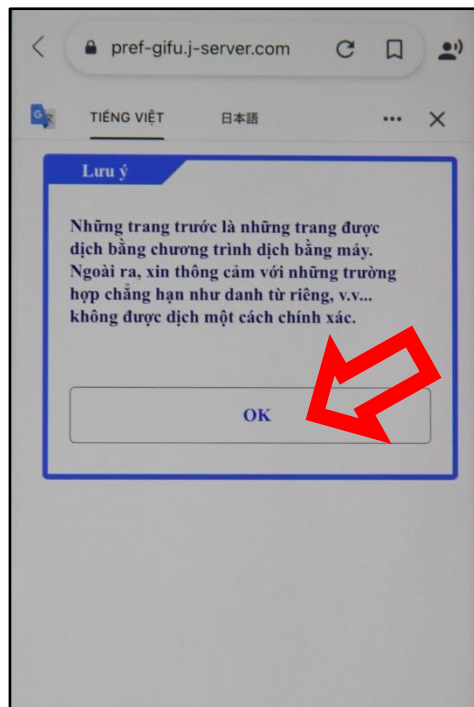 pref-gifu.j-server.com
TIẾNG VIỆT 日本語
Lưu ý
Những trang trước là những trang được
dịch bằng chương trình dịch bằng máy.
Ngoài ra, xin thông cảm với những trường
hợp chẳng hạn như danh từ riêng, v.v...
không được dịch một cách chính xác.
OK